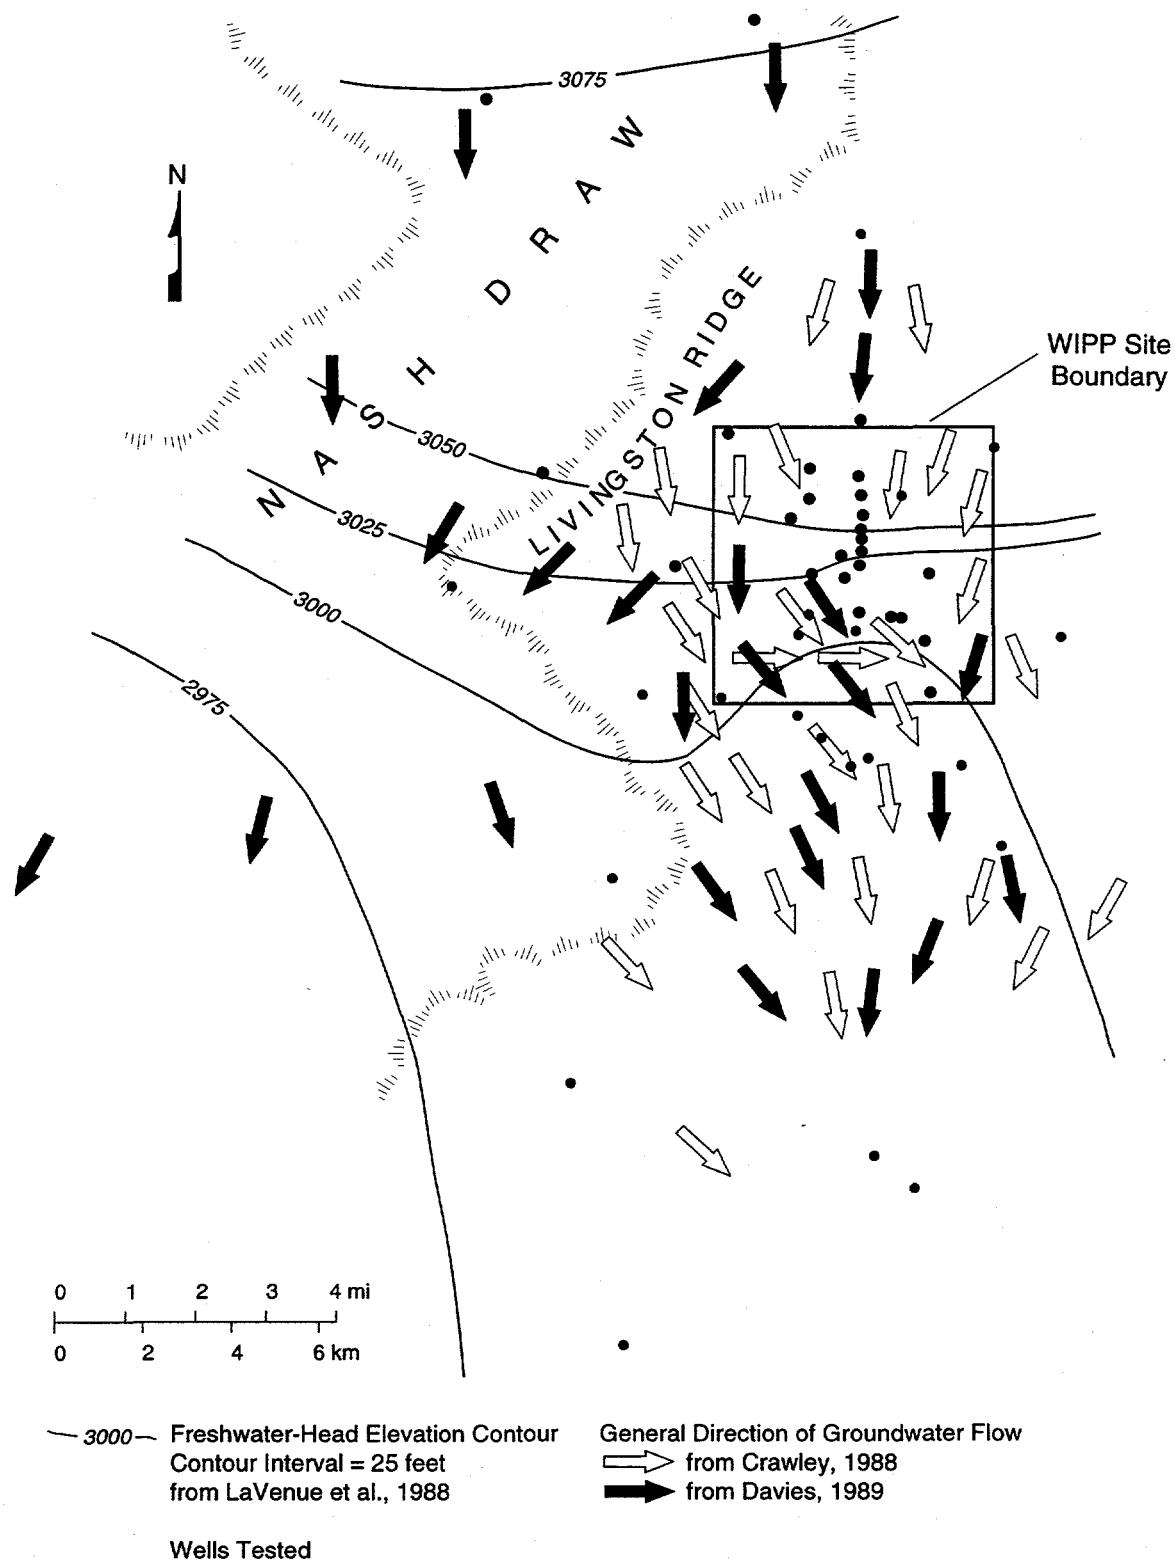 3075
NASH DRAW
N
LIVINGSTON RIDGE
WIPP Site
Boundary
3050
3025
3000
2975
0 1 2 3 4 mi
0 2 4 6 km
3000 Freshwater-Head Elevation Contour
Contour Interval = 25 feet
from LaVenue et al., 1988
General Direction of Groundwater Flow
from Crawley, 1988
from Davies, 1989
Wells Tested